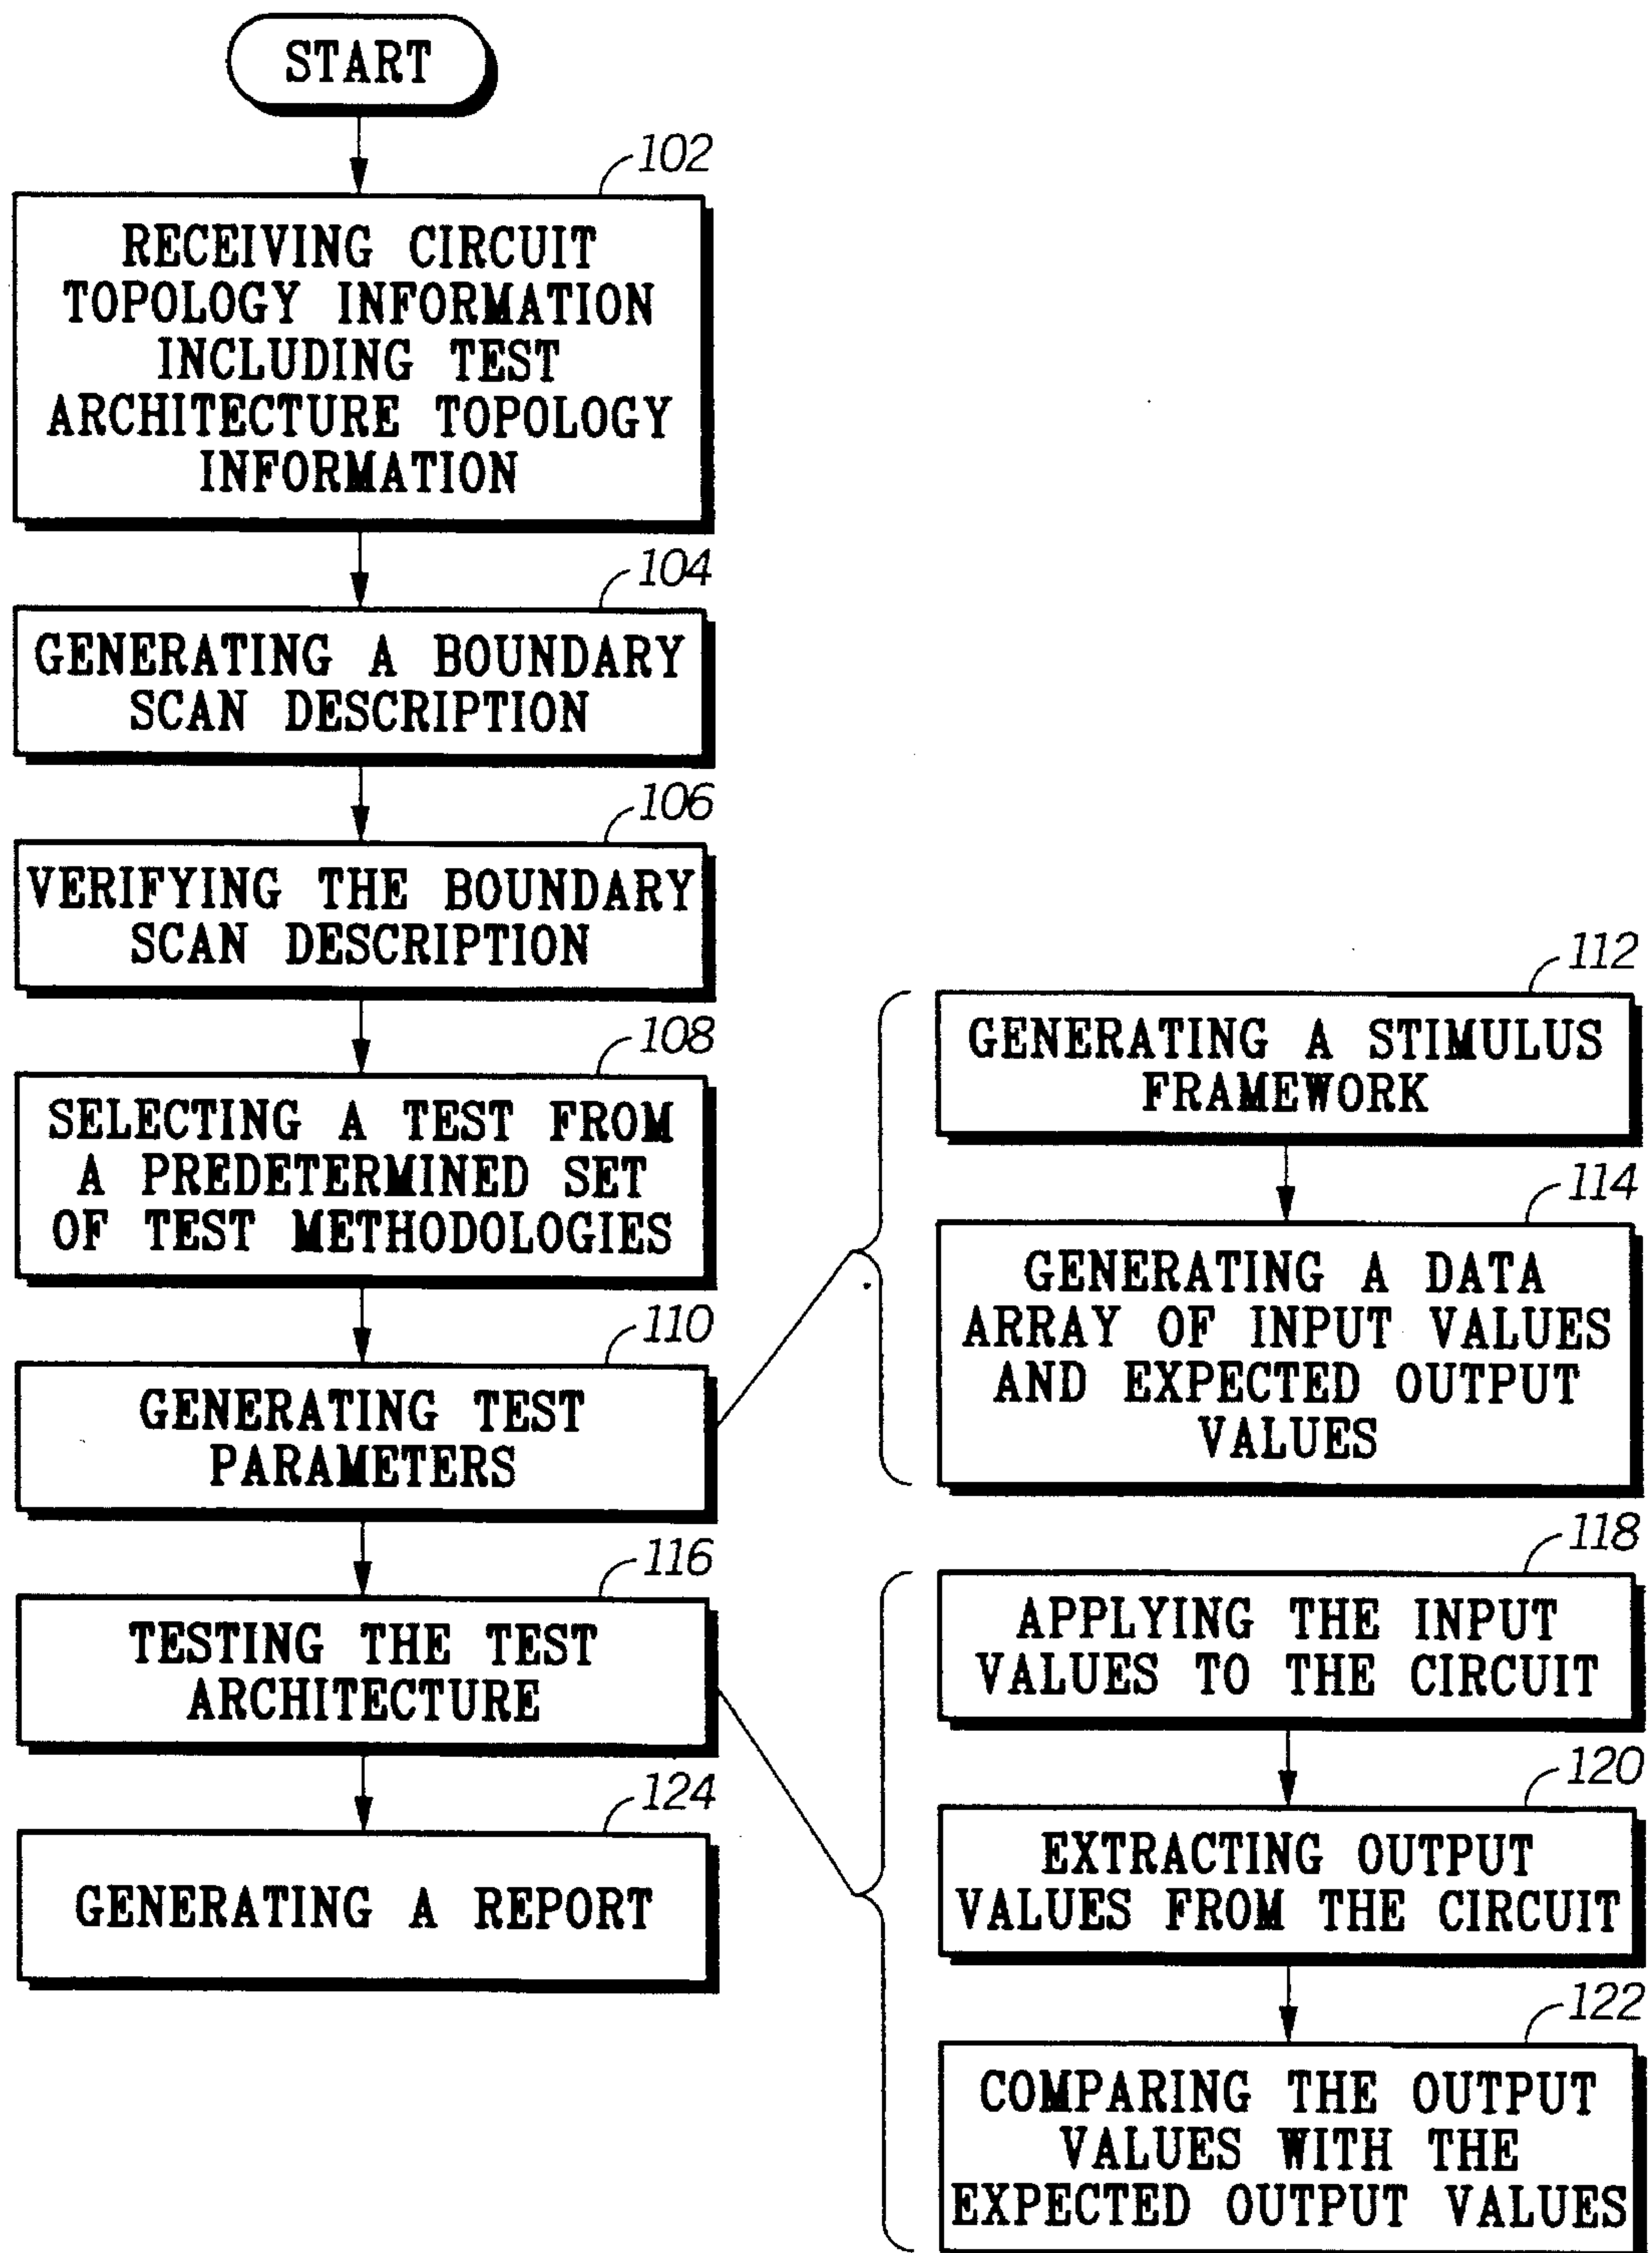 START
102
RECEIVING CIRCUIT
TOPOLOGY INFORMATION
INCLUDING TEST
ARCHITECTURE TOPOLOGY
INFORMATION
104
GENERATING A BOUNDARY
SCAN DESCRIPTION
106
VERIFYING THE BOUNDARY
SCAN DESCRIPTION
108
SELECTING A TEST FROM
A PREDETERMINED SET
OF TEST METHODOLOGIES
110
GENERATING TEST
PARAMETERS
112
GENERATING A STIMULUS
FRAMEWORK
114
GENERATING A DATA
ARRAY OF INPUT VALUES
AND EXPECTED OUTPUT
VALUES
116
TESTING THE TEST
ARCHITECTURE
118
APPLYING THE INPUT
VALUES TO THE CIRCUIT
120
EXTRACTING OUTPUT
VALUES FROM THE CIRCUIT
122
COMPARING THE OUTPUT
VALUES WITH THE
EXPECTED OUTPUT VALUES
124
GENERATING A REPORT